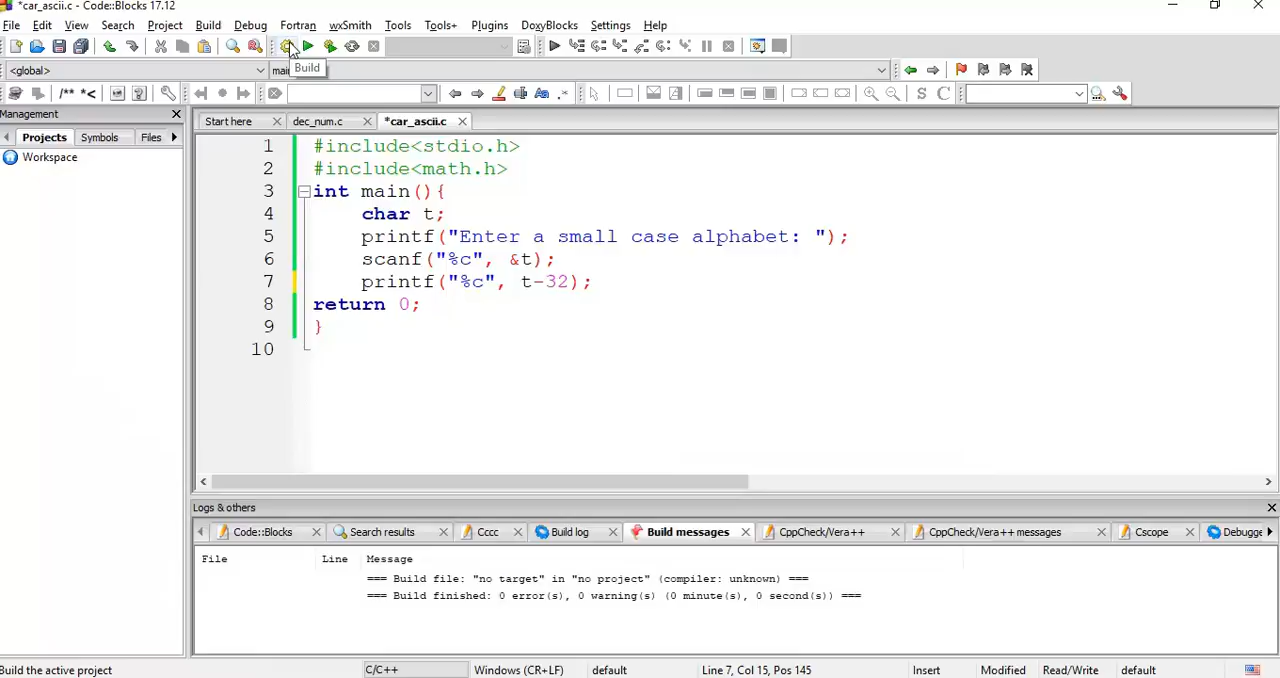 *car_ascii.c - Code::Blocks 17.12
File Edit View Search Project Build Debug Fortran wxSmith Tools Tools+ Plugins DoxyBlocks Settings Help
Build
<global>
/** *<
Aa .*
S C
Management
Projects Symbols Files
Workspace
Start here dec_num.c *car_ascii.c
1 #include<stdio.h>
2 #include<math.h>
3 int main(){
4 char t;
5 printf("Enter a small case alphabet: ");
6 scanf("%c", &t);
7 printf("%c", t-32);
8 return 0;
9 }
10
Logs & others
Code::Blocks Search results Cccc Build log Build messages CppCheck/Vera++ CppCheck/Vera++ messages Cscope Debugge
File Line Message
=== Build file: "no target" in "no project" (compiler: unknown) ===
=== Build finished: 0 error(s), 0 warning(s) (0 minute(s), 0 second(s)) ===
Build the active project C/C++ Windows (CR+LF) default Line 7, Col 15, Pos 145 Insert Modified Read/Write default